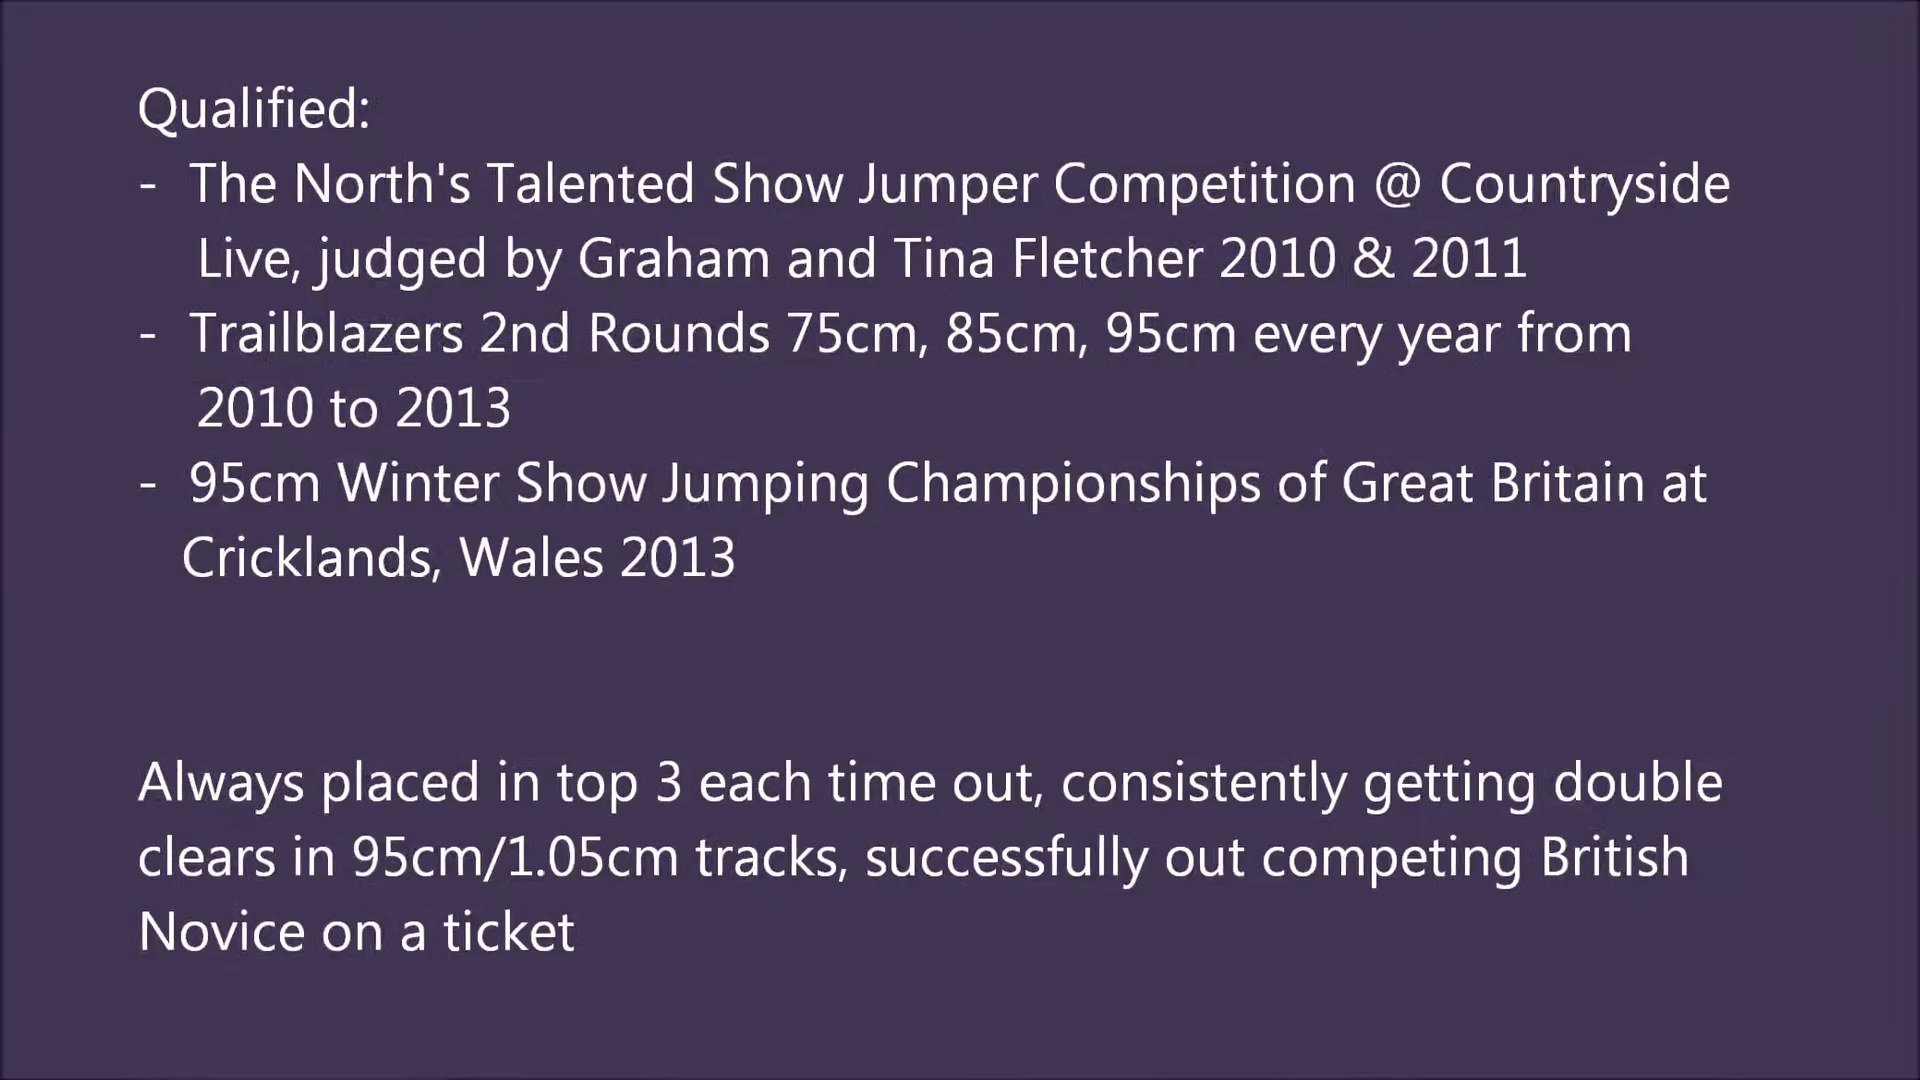 Qualified:
- The North's Talented Show Jumper Competition @ Countryside
Live, judged by Graham and Tina Fletcher 2010 & 2011
- Trailblazers 2nd Rounds 75cm, 85cm, 95cm every year from
2010 to 2013
- 95cm Winter Show Jumping Championships of Great Britain at
Cricklands, Wales 2013
Always placed in top 3 each time out, consistently getting double
clears in 95cm/1.05cm tracks, successfully out competing British
Novice on a ticket